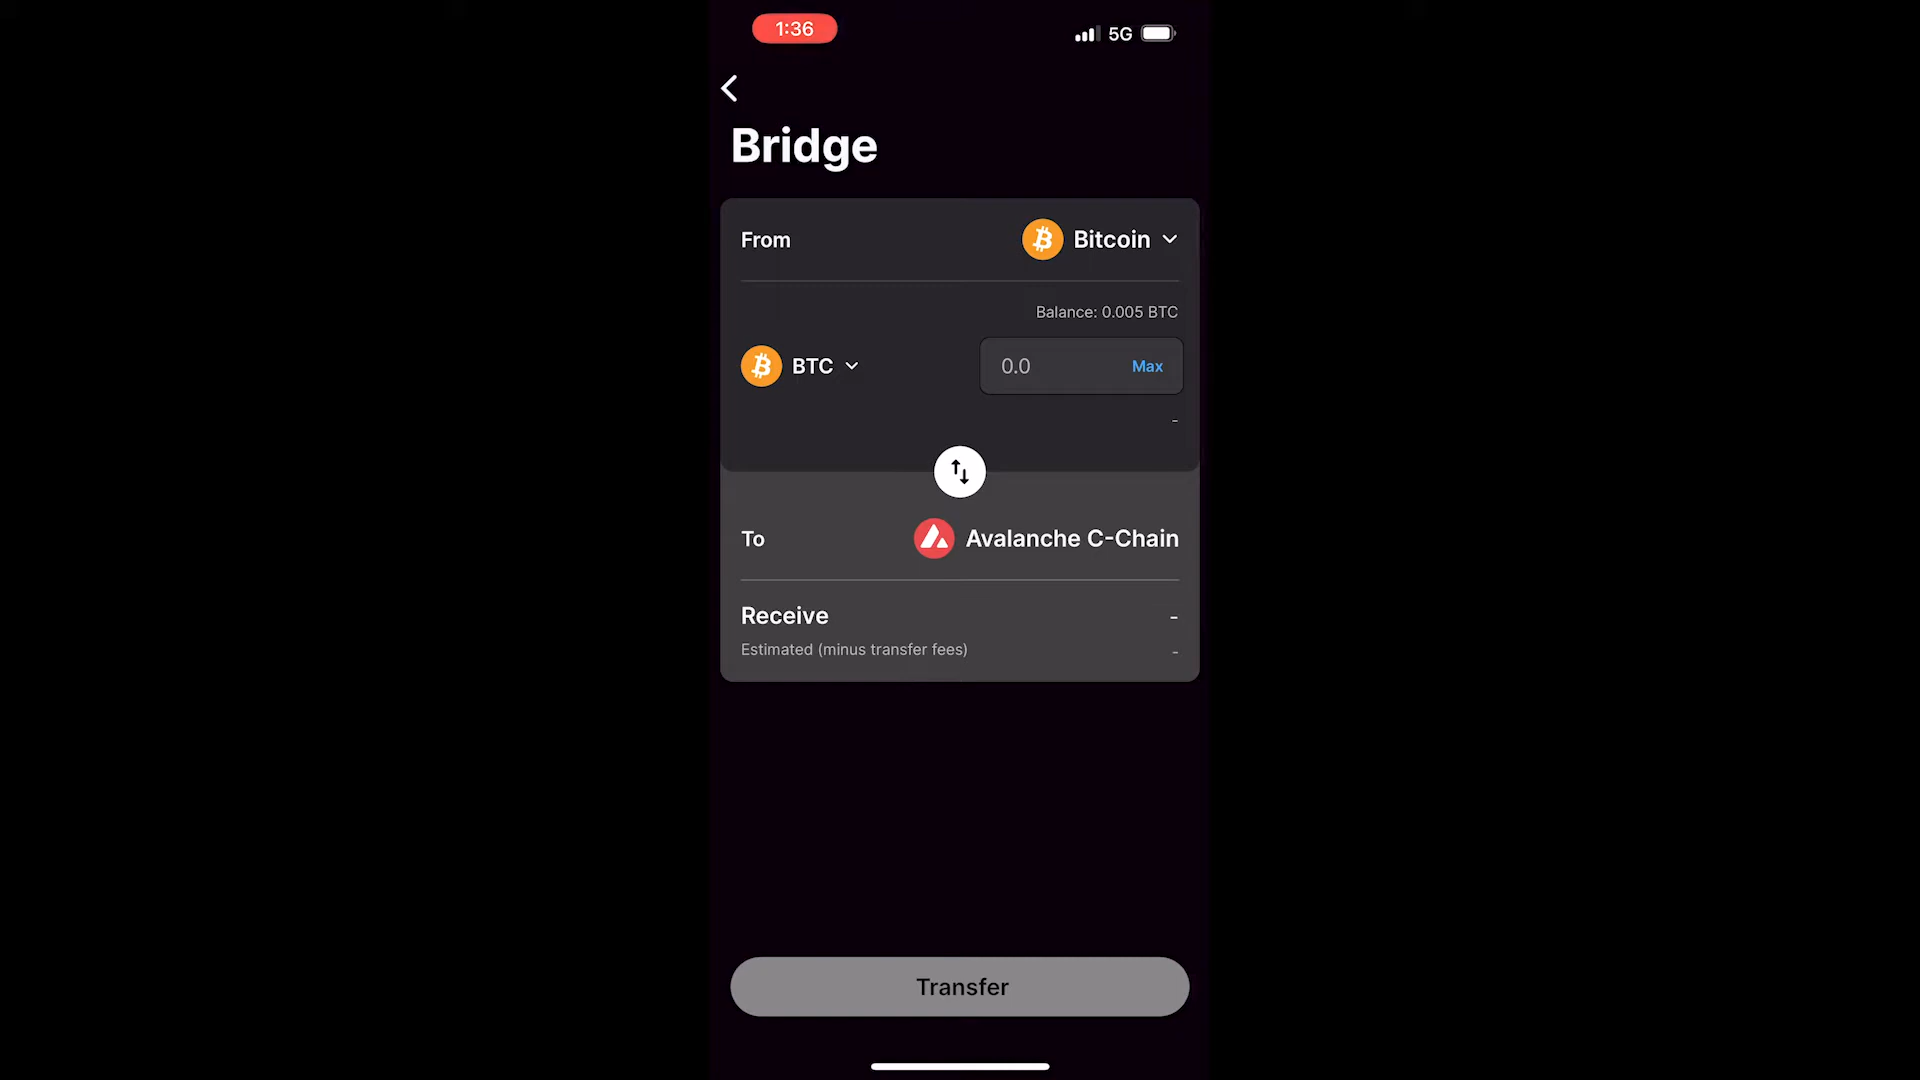 1:36
5G
Bridge
From
Bitcoin
Balance: 0.005 BTC
BTC
0.0
Max
-
To
Avalanche C-Chain
Receive
-
Estimated (minus transfer fees)
-
Transfer